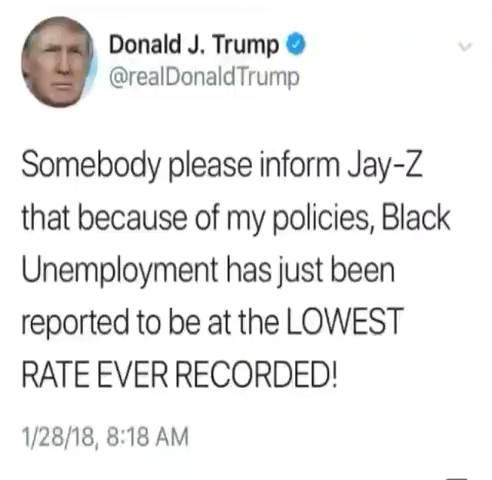 Donald J. Trump
@realDonaldTrump
Somebody please inform Jay-Z
that because of my policies, Black
Unemployment has just been
reported to be at the LOWEST
RATE EVER RECORDED!
1/28/18, 8:18 AM